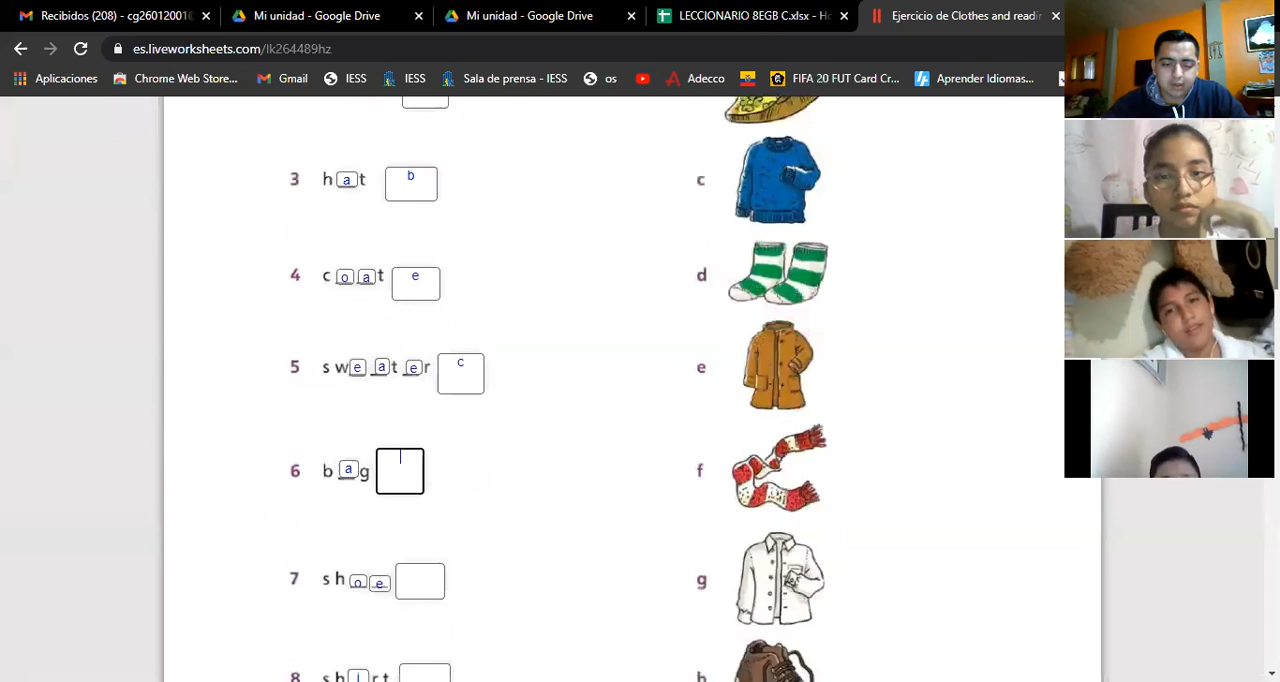 Recibidos (208) - cg26012001@
Mi unidad - Google Drive
Mi unidad - Google Drive
LECCIONARIO 8EGB C.xlsx - Ho
Ejercicio de Clothes and readin
es.liveworksheets.com/lk264489hz
Aplicaciones
Chrome Web Store...
Gmail
IESS
IESS
Sala de prensa - IESS
os
Adecco
FIFA 20 FUT Card Cr...
Aprender Idiomas...
3 h a t b
c
4 c o a t e
d
5 s w e a t e r c
e
6 b a g
f
7 s h o e
g
8 s h i r t
h